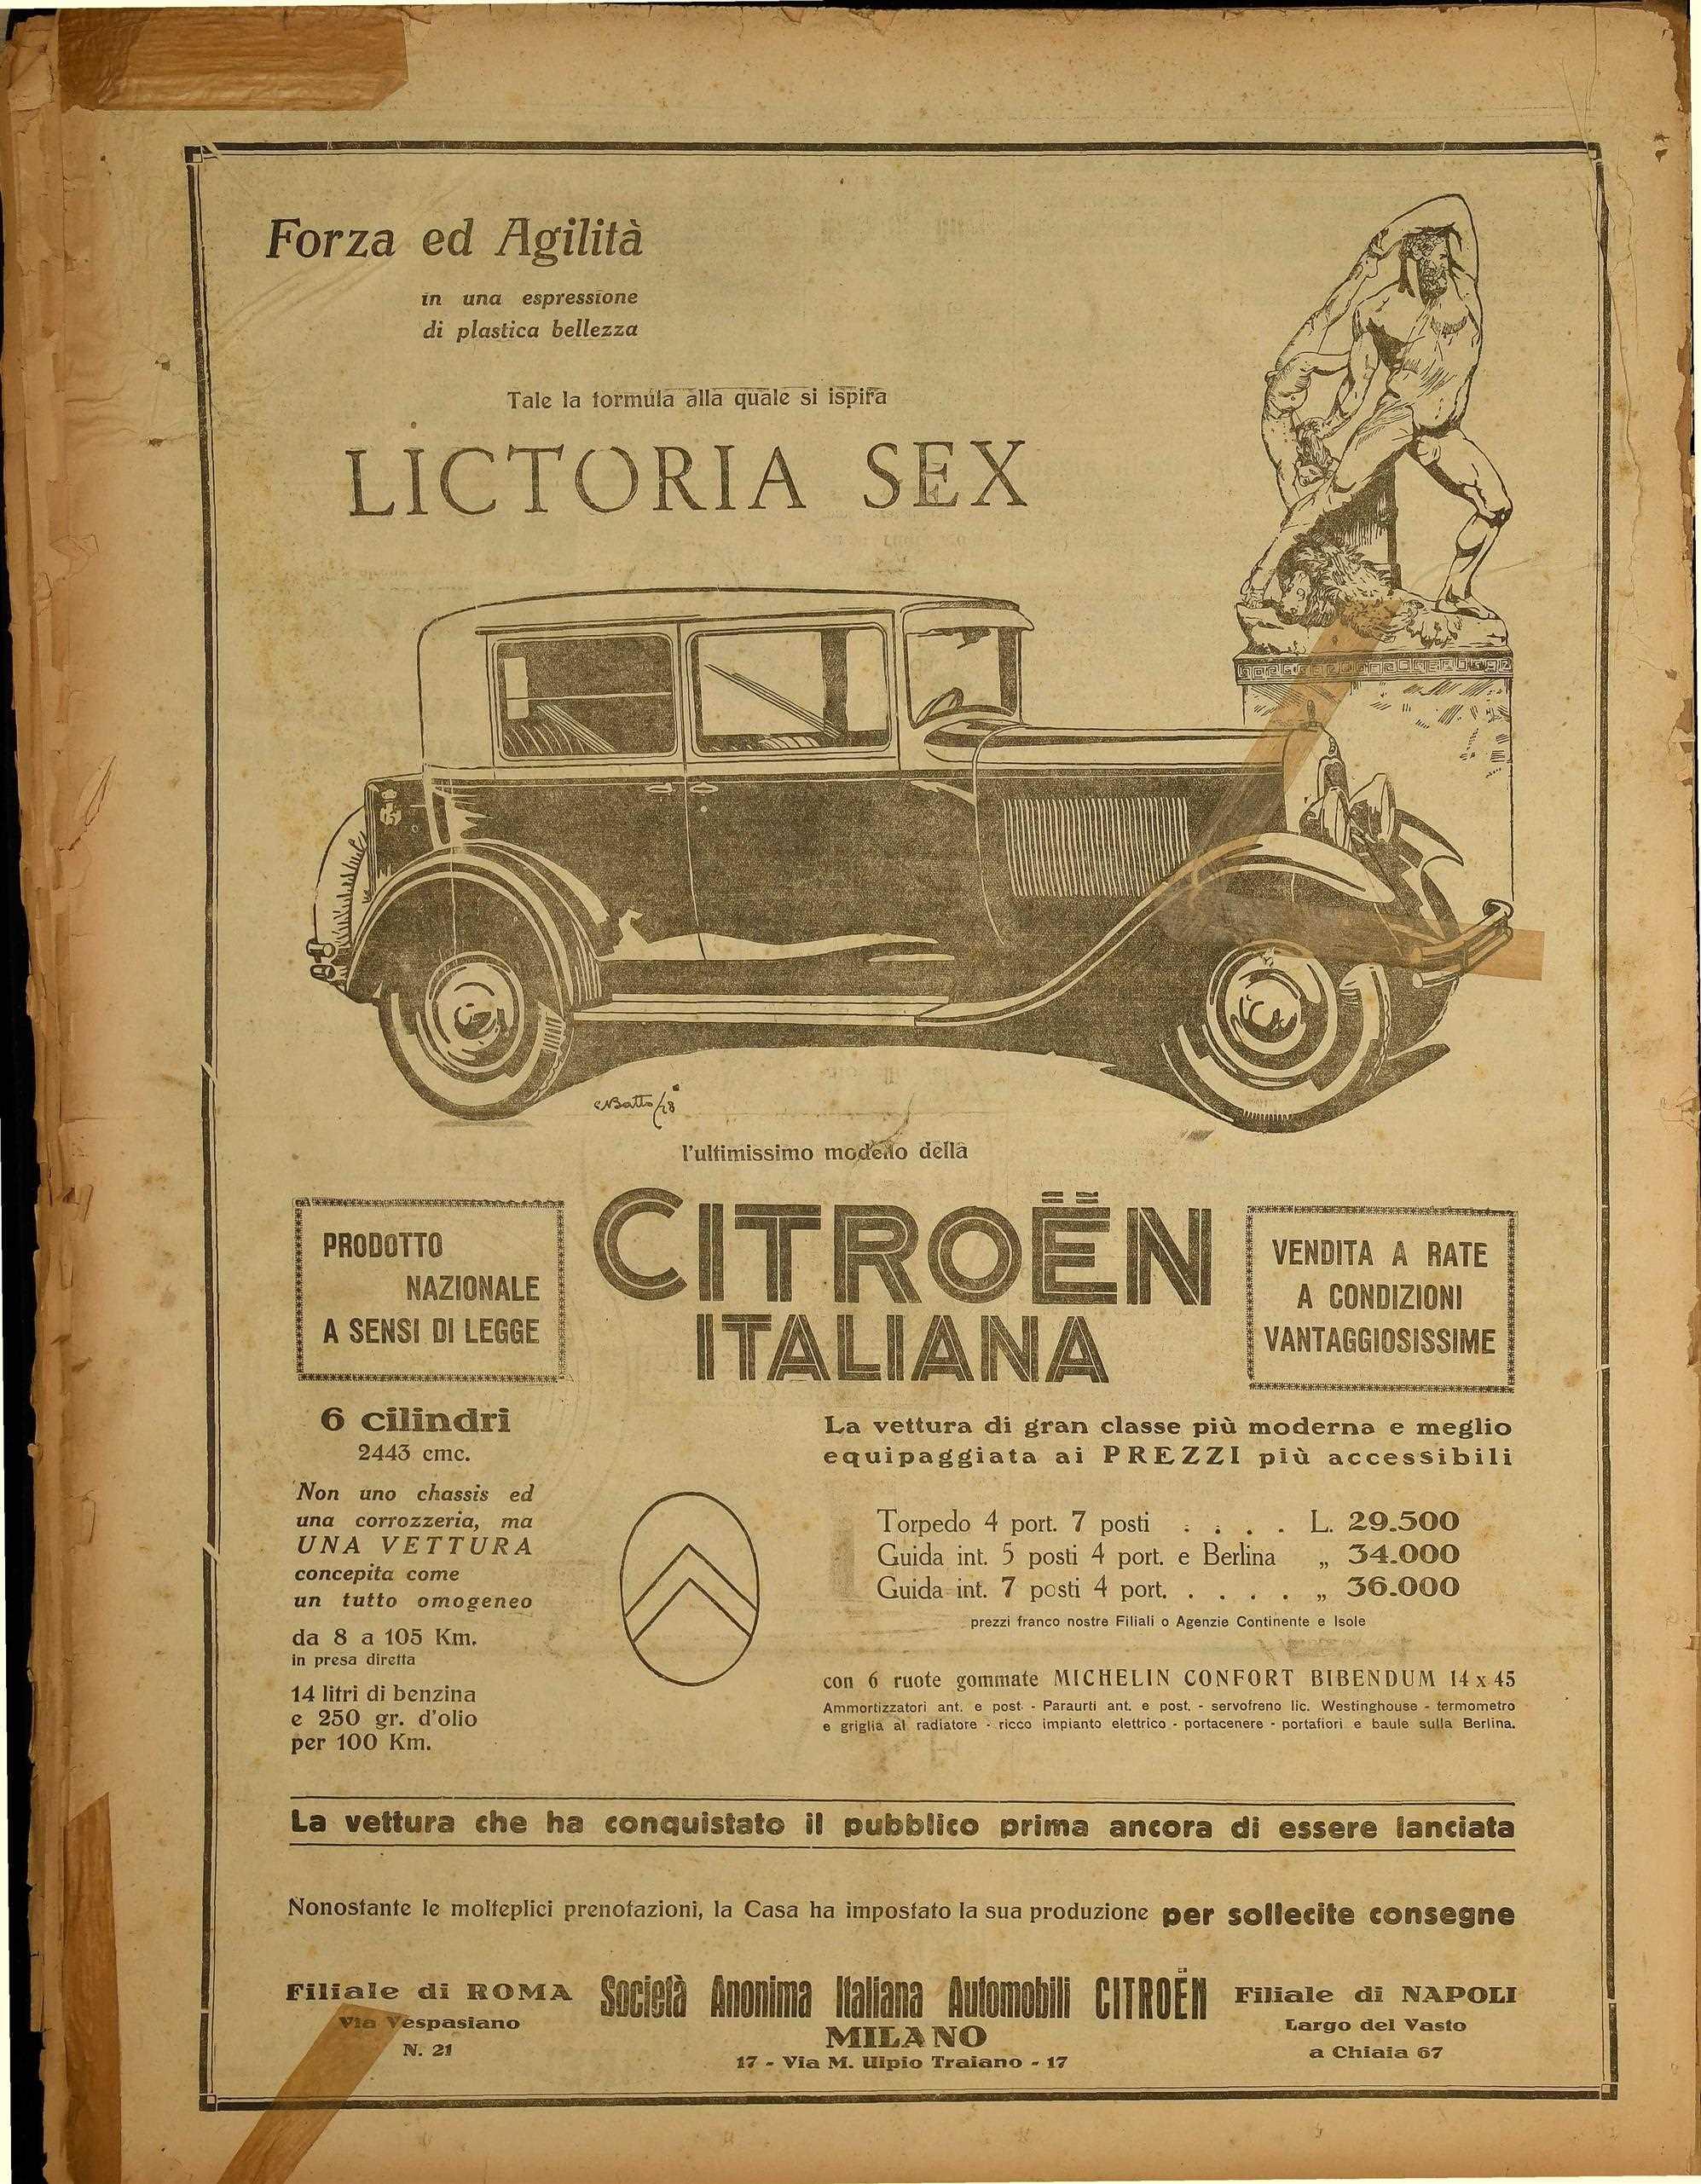 Forza ed Agilità
in una espressione
di plastica bellezza
Tale la formula alla quale si ispira
LICTORIA SEX
l'ultimissimo modello della
PRODOTTO
NAZIONALE
A SENSI DI LEGGE
CITROËN
ITALIANA
VENDITA A RATE
A CONDIZIONI
VANTAGGIOSISSIME
6 cilindri
2443 cmc.
Non uno chassis ed
una corrozzeria, ma
UNA VETTURA
concepita come
un tutto omogeneo
da 8 a 105 Km.
in presa diretta
14 litri di benzina
e 250 gr. d'olio
per 100 Km.
La vettura di gran classe più moderna e meglio
equipaggiata ai PREZZI più accessibili
Torpedo 4 port. 7 posti . . . . L. 29.500
Guida int. 5 posti 4 port. e Berlina „ 34.000
Guida int. 7 posti 4 port. . . . . „ 36.000
prezzi franco nostre Filiali o Agenzie Continente e Isole
con 6 ruote gommate MICHELIN CONFORT BIBENDUM 14 x 45
Ammortizzatori ant. e post - Paraurti ant. e post. - servofreno lic. Westinghouse - termometro
e griglia al radiatore - ricco impianto elettrico - portacenere - portafiori e baule sulla Berlina.
La vettura che ha conquistato il pubblico prima ancora di essere lanciata
Nonostante le molteplici prenotazioni, la Casa ha impostato la sua produzione per sollecite consegne
Filiale di ROMA
Via Vespasiano
N. 21
Società Anonima Italiana Automobili CITROËN
MILANO
17 - Via M. Ulpio Traiano - 17
Filiale di NAPOLI
Largo del Vasto
a Chiaia 67